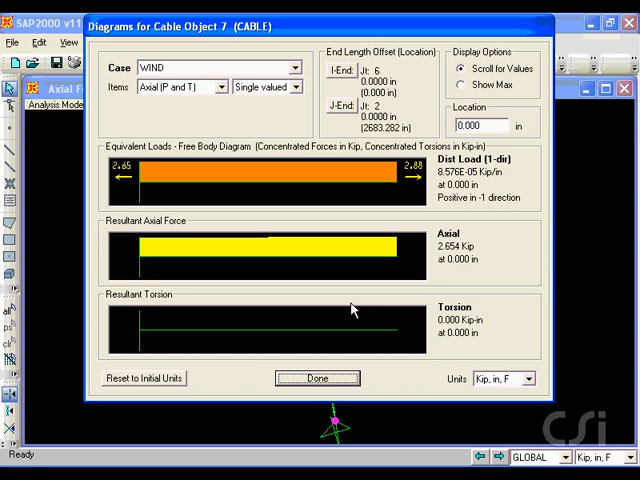 SAP2000 v11
Diagrams for Cable Object 7 (CABLE)
File Edit View
Axial F
Analysis Mode
Case WIND
Items Axial (P and T) Single valued
End Length Offset (Location)
I-End: Jt: 6
0.0000 in
(0.000 in)
J-End: Jt: 2
0.0000 in
(2683.282 in)
Display Options
Scroll for Values
Show Max
Location
0.000 in
Equivalent Loads - Free Body Diagram (Concentrated Forces in Kip, Concentrated Torsions in Kip-in)
2.65 2.88
Dist Load (1-dir)
8.576E-05 Kip/in
at 0.000 in
Positive in -1 direction
Resultant Axial Force
Axial
2.654 Kip
at 0.000 in
Resultant Torsion
Torsion
0.000 Kip-in
at 0.000 in
Reset to Initial Units Done Units Kip, in, F
all
ps
clr
CSi
Ready GLOBAL Kip, in, F